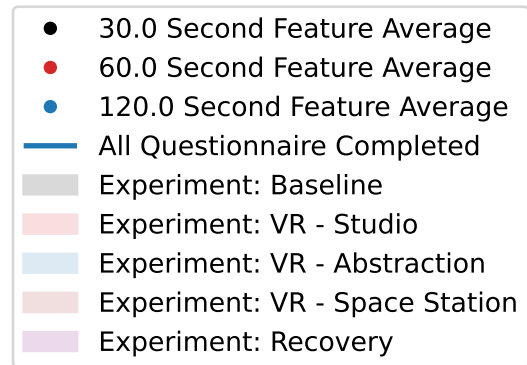 30.0 Second Feature Average
60.0 Second Feature Average
120.0 Second Feature Average
All Questionnaire Completed
Experiment: Baseline
Experiment: VR - Studio
Experiment: VR - Abstraction
Experiment: VR - Space Station
Experiment: Recovery